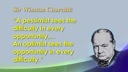 Sir Winston Churchill
"A pessimist sees the
difficulty in every
opportunity....
An optimist sees the
opportunity in every
difficulty."